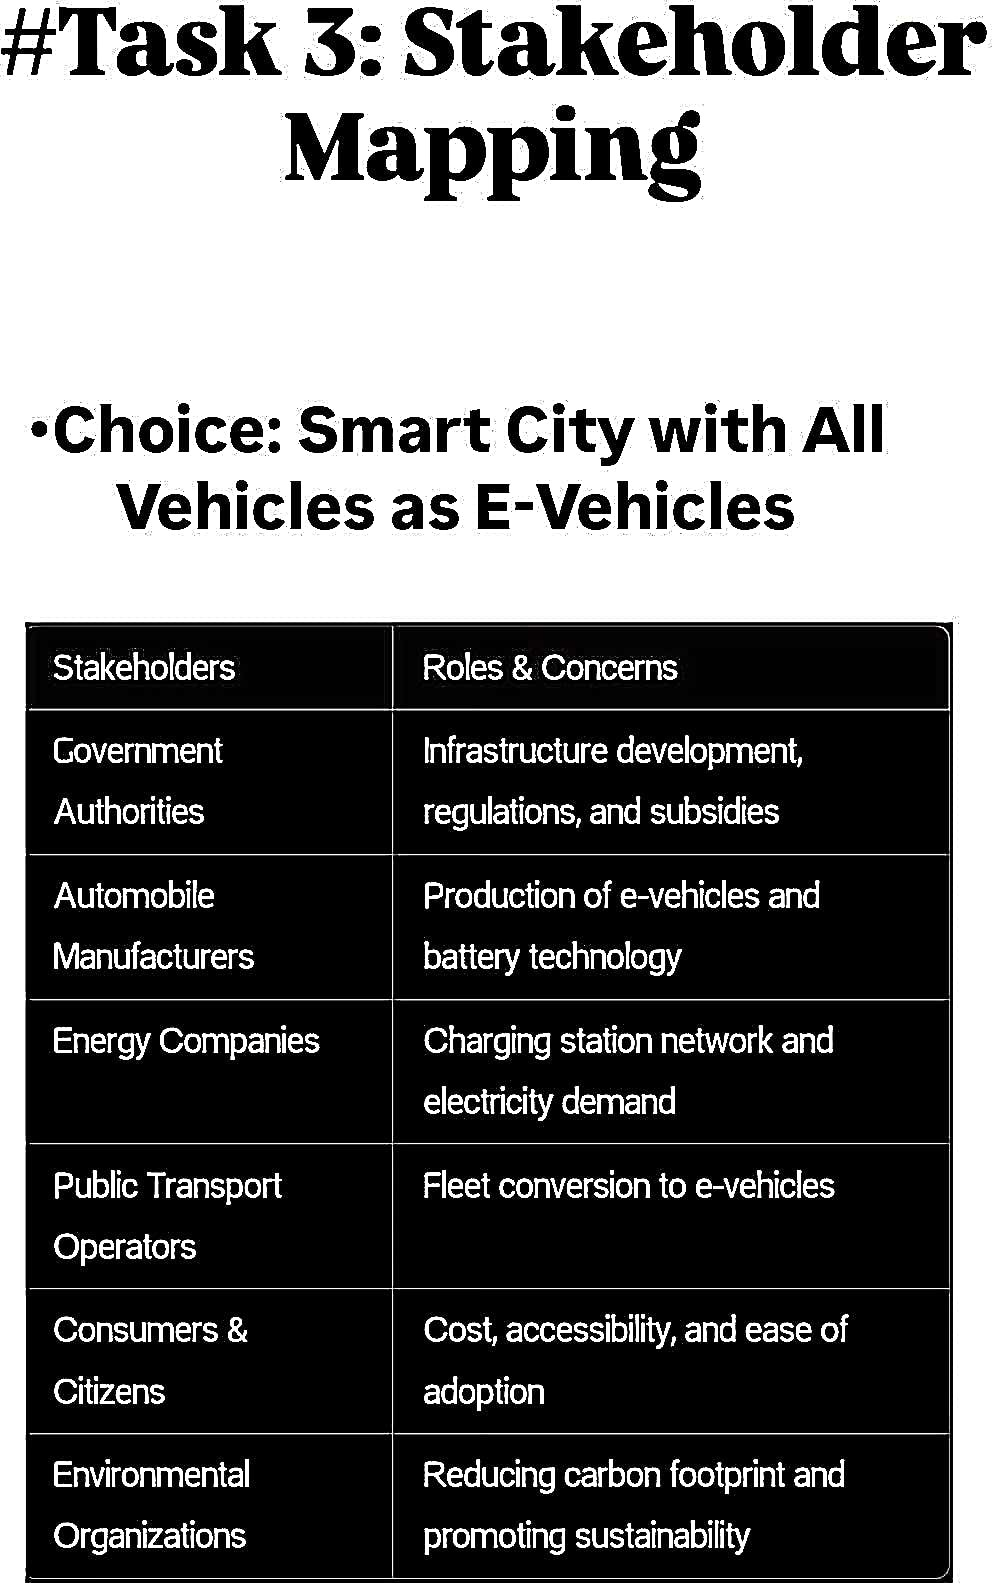 #Task 3: Stakeholder
Mapping
•Choice: Smart City with All
Vehicles as E-Vehicles
Stakeholders
Roles & Concerns
Government
Authorities
Infrastructure development,
regulations, and subsidies
Automobile
Manufacturers
Production of e-vehicles and
battery technology
Energy Companies
Charging station network and
electricity demand
Public Transport
Operators
Fleet conversion to e-vehicles
Consumers &
Citizens
Cost, accessibility, and ease of
adoption
Environmental
Organizations
Reducing carbon footprint and
promoting sustainability